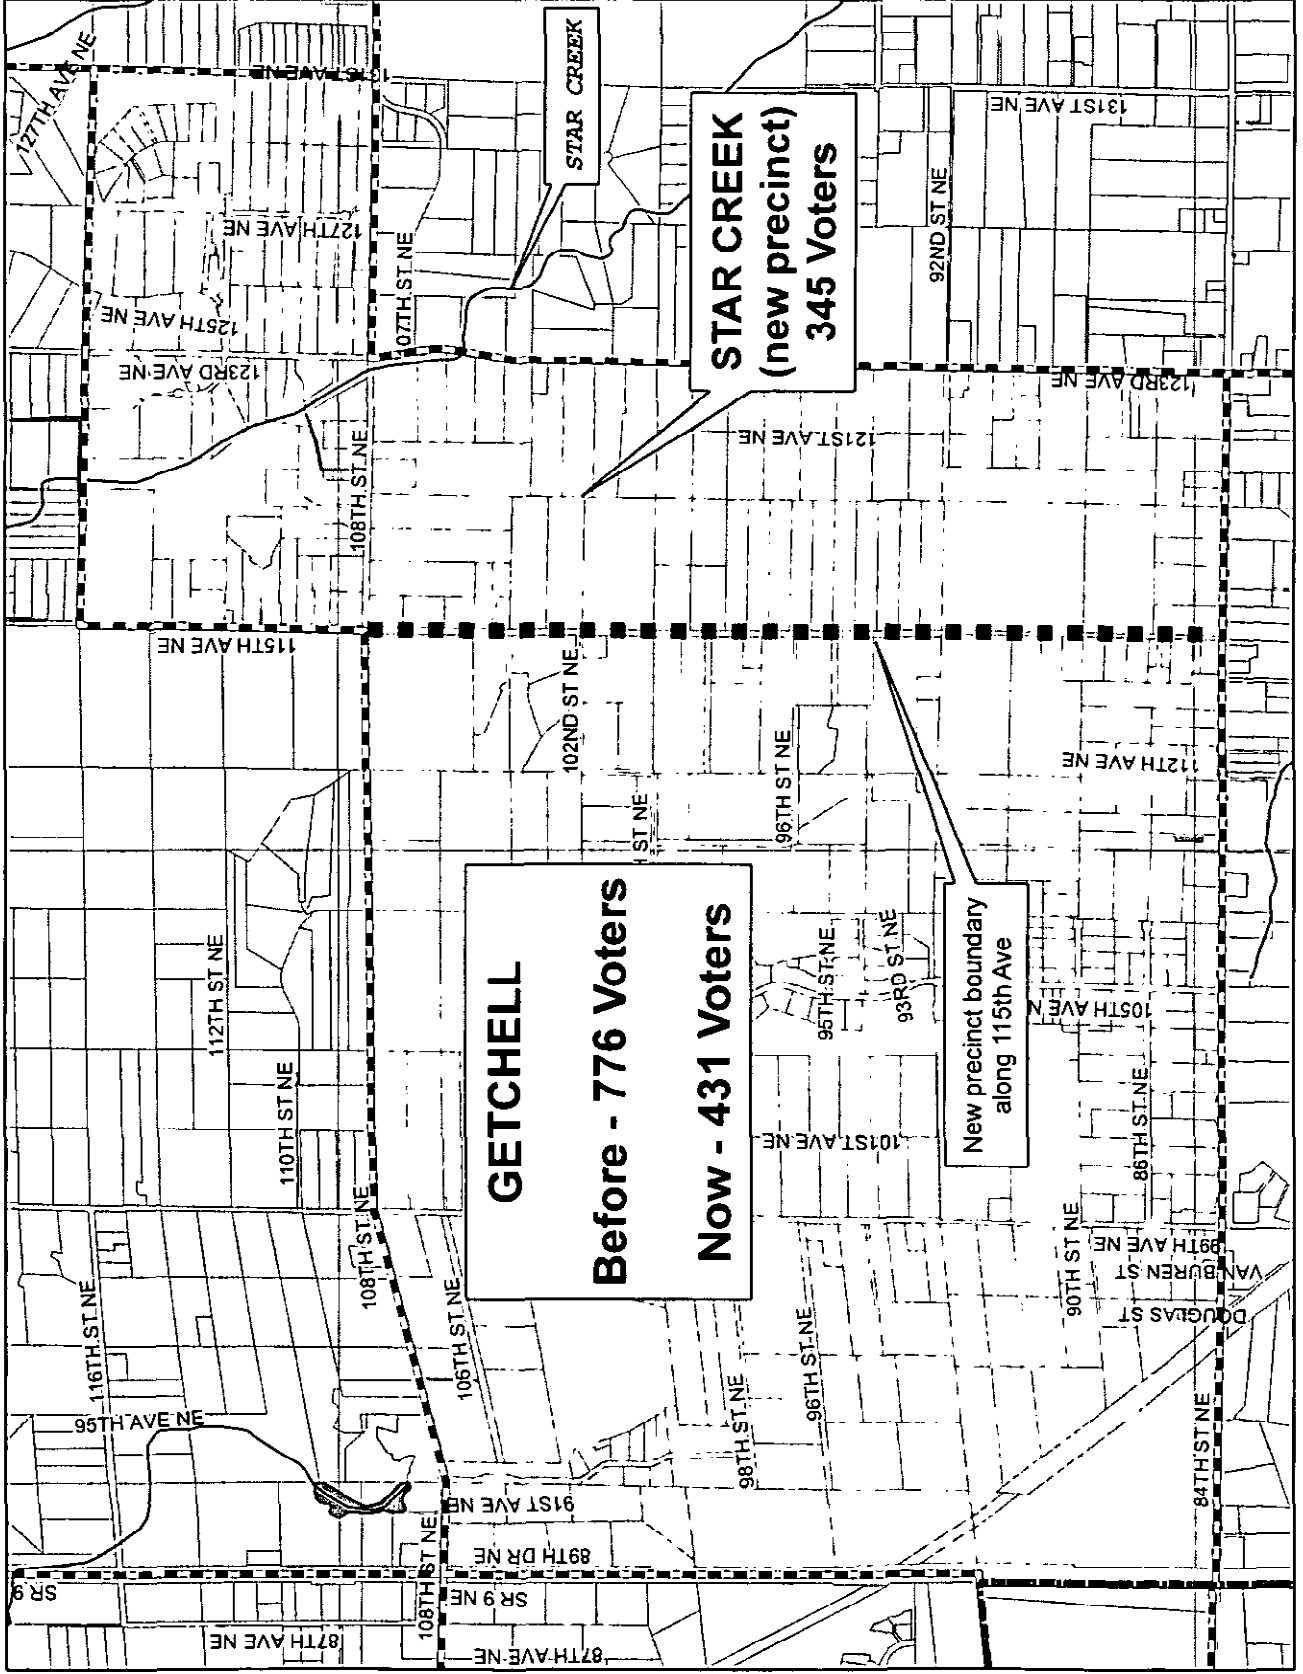 127TH AVE NE
131ST AVE NE
STAR CREEK
127TH AVE NE
125TH AVE NE
123RD AVE NE
07TH ST NE
131ST AVE NE
92ND ST NE
STAR CREEK
(new precinct)
345 Voters
123RD AVE NE
121ST AVE NE
108TH ST NE
115TH AVE NE
102ND ST NE
96TH ST NE
112TH AVE NE
H ST NE
GETCHELL
Before - 776 Voters
Now - 431 Voters
112TH ST NE
110TH ST NE
95TH ST NE
93RD ST NE
New precinct boundary
along 115th Ave
105TH AVE N
101ST AVE NE
86TH ST NE
108TH ST NE
116TH ST NE
106TH ST NE
90TH ST NE
99TH AVE NE
VAN BUREN ST
DOUGLAS ST
95TH AVE NE
98TH ST NE
96TH ST NE
84TH ST NE
91ST AVE NE
89TH DR NE
108TH ST NE
SR 9
SR 9 NE
87TH AVE NE
87TH AVE NE